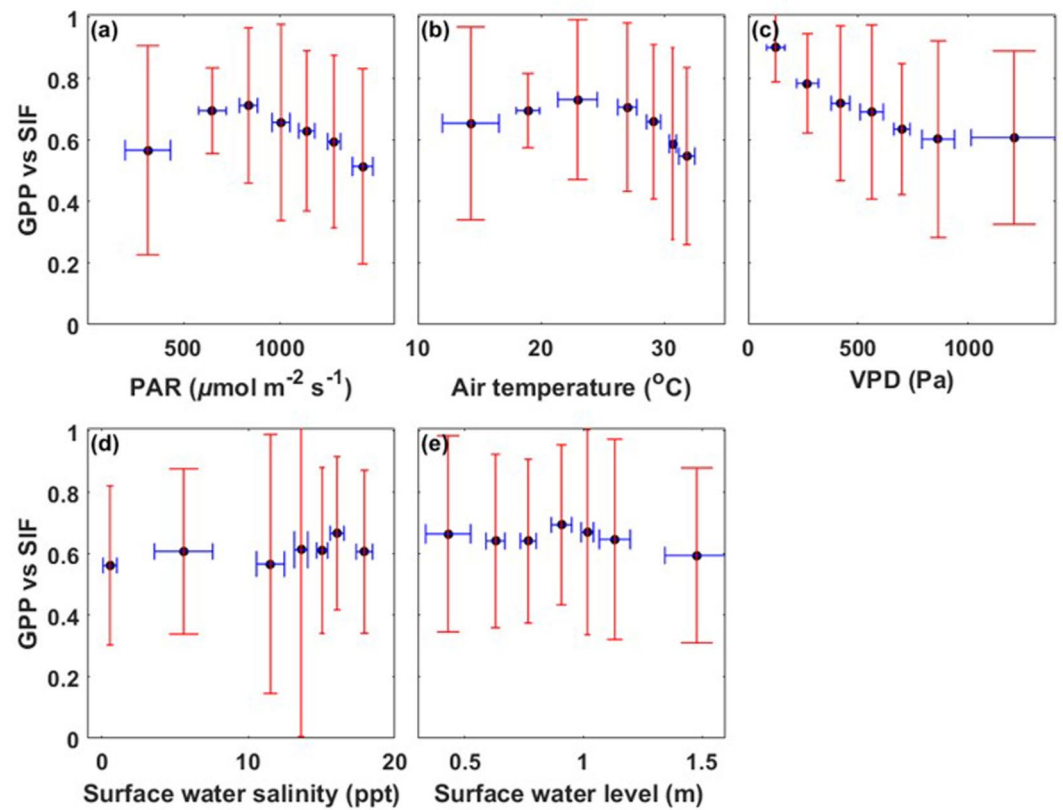 1
0.8
0.6
0.4
0.2
0
GPP vs SIF
(a)
500 1000
PAR (µmol m-2 s-1)
(b)
10 20 30
Air temperature (oC)
(c)
0 500 1000
VPD (Pa)
1
0.8
0.6
0.4
0.2
0
GPP vs SIF
(d)
0 10 20
Surface water salinity (ppt)
(e)
0.5 1 1.5
Surface water level (m)